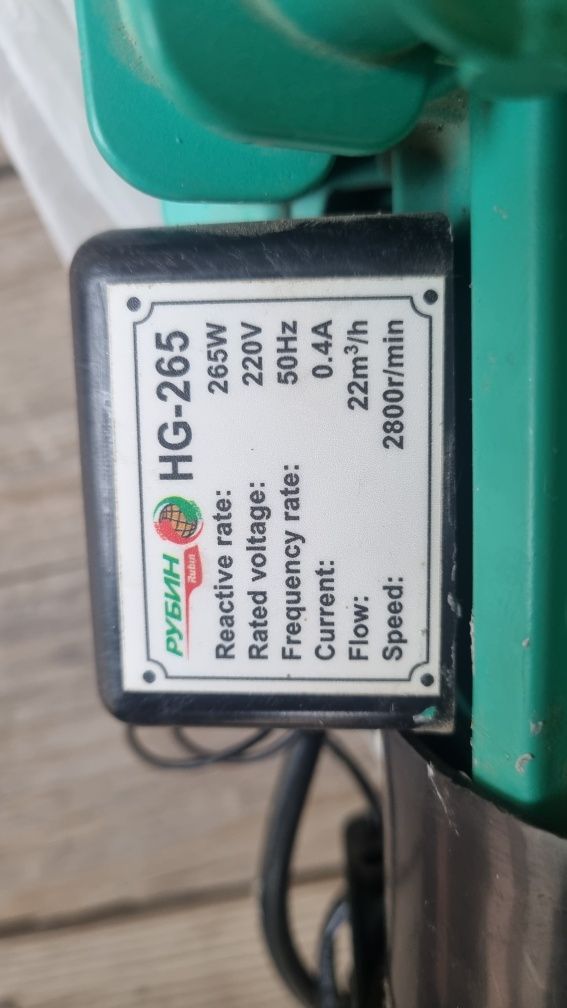 РУБИН
Rubin
HG-265
Reactive rate: 265W
Rated voltage: 220V
Frequency rate: 50Hz
Current: 0.4A
Flow: 22m³/h
Speed: 2800r/min